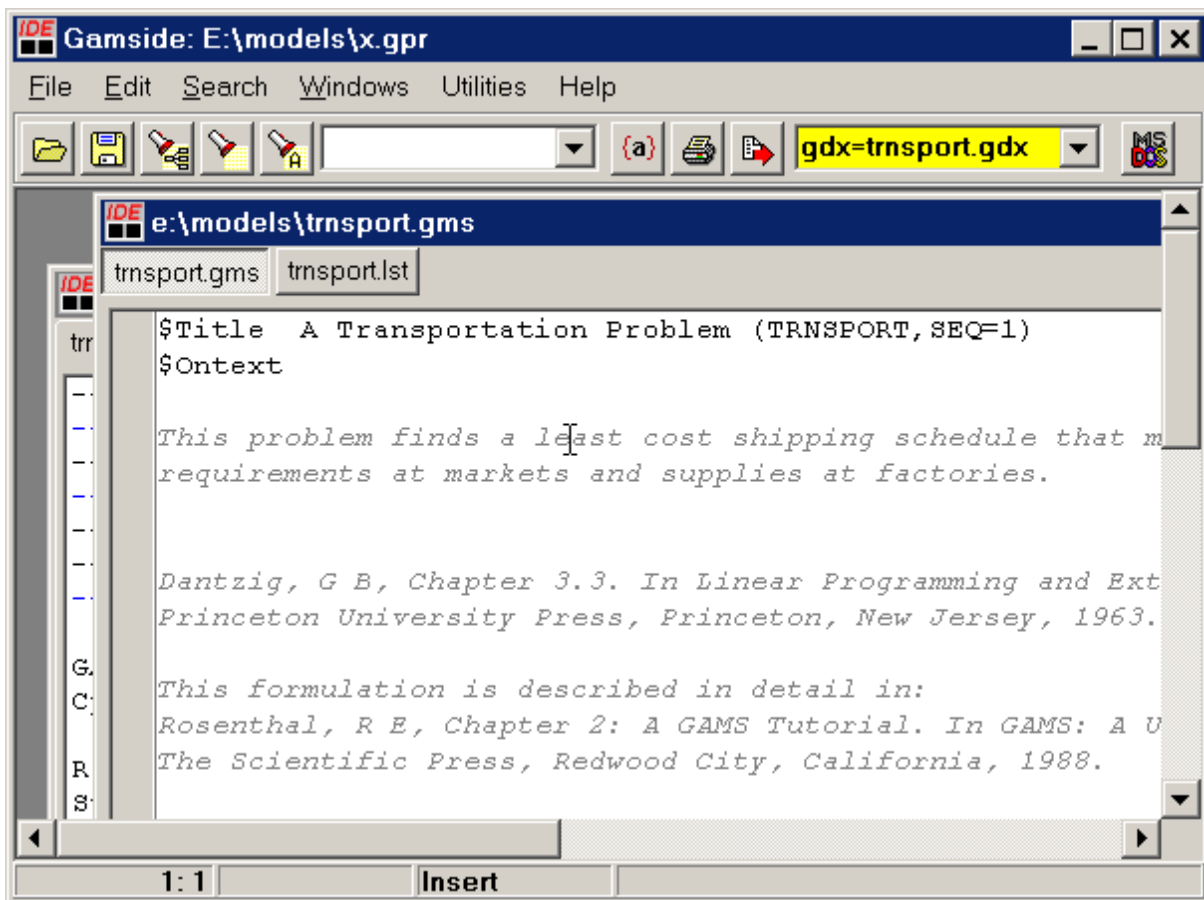 IDE Gamside: E:\models\x.gpr
File Edit Search Windows Utilities Help
A {a} gdx=trnsport.gdx MS DOS
IDE e:\models\trnsport.gms
trnsport.gms trnsport.lst
IDE
$Title A Transportation Problem (TRNSPORT,SEQ=1)
$Ontext
This problem finds a least cost shipping schedule that m
requirements at markets and supplies at factories.
Dantzig, G B, Chapter 3.3. In Linear Programming and Ext
Princeton University Press, Princeton, New Jersey, 1963.
This formulation is described in detail in:
Rosenthal, R E, Chapter 2: A GAMS Tutorial. In GAMS: A U
The Scientific Press, Redwood City, California, 1988.
1: 1 Insert